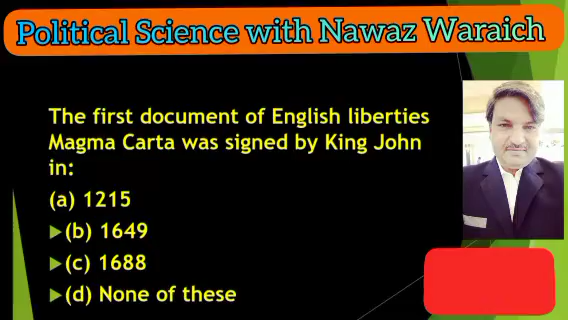 Political Science with Nawaz Waraich
The first document of English liberties
Magma Carta was signed by King John
in:
(a) 1215
(b) 1649
(c) 1688
(d) None of these